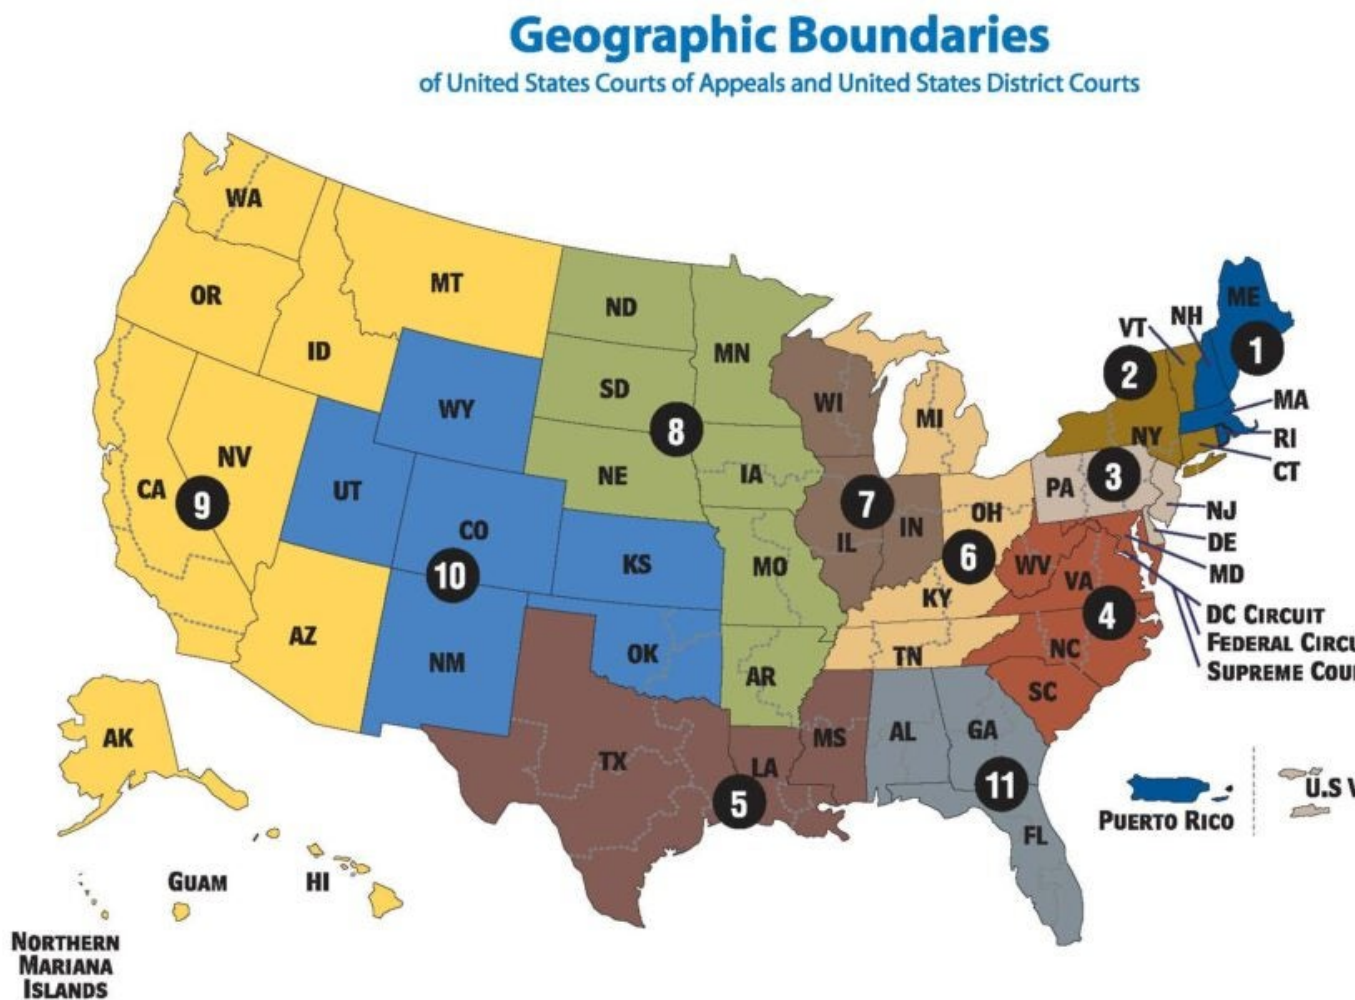 Geographic Boundaries
of United States Courts of Appeals and United States District Courts
WA
OR
MT
ID
ND
MN
SD
WY
NE
IA
WI
MI
ME
NH
VT
1
2
MA
RI
CT
NY
PA
3
NJ
DE
MD
DC CIRCUIT
FEDERAL CIRCU
SUPREME COU
NV
CA
9
UT
CO
10
KS
MO
8
7
IL
IN
OH
6
WV
VA
KY
4
NC
TN
SC
AZ
NM
OK
AR
TX
LA
MS
5
AL
GA
11
FL
AK
GUAM
HI
NORTHERN
MARIANA
ISLANDS
PUERTO RICO
U.S V